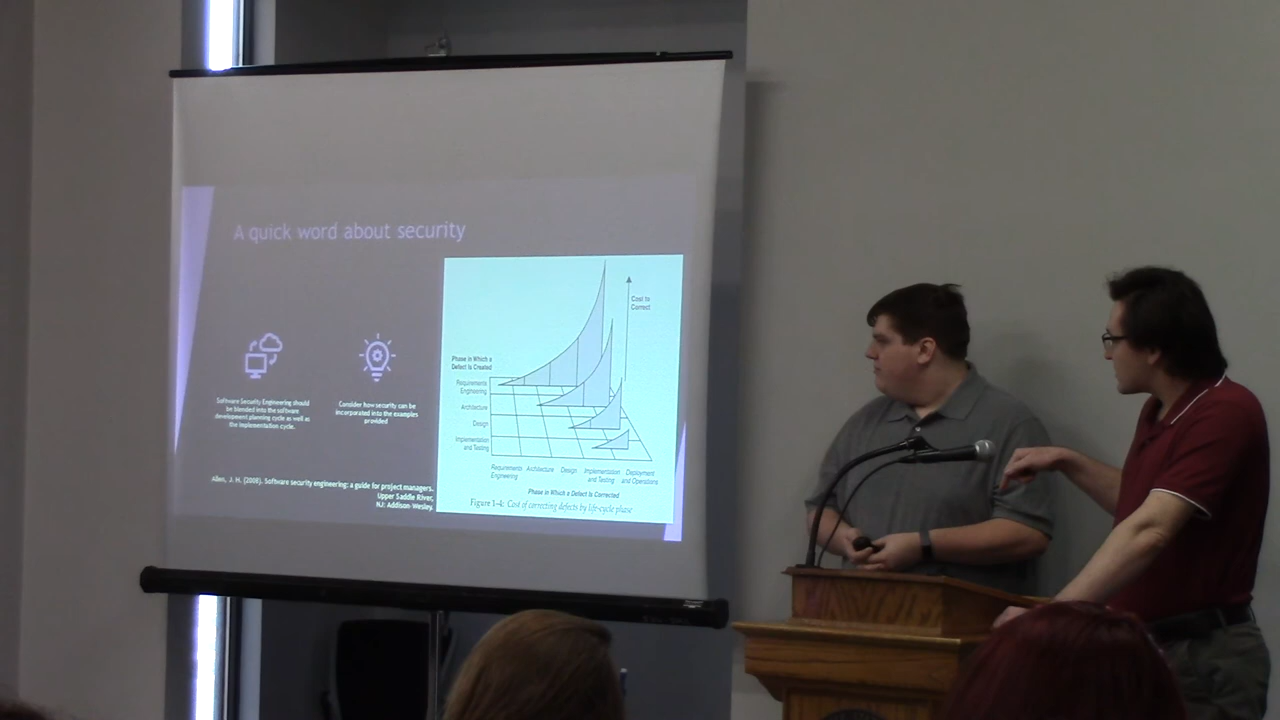 A quick word about security
Software Security Engineering should
be blended into the software
development planning cycle as well as
the implementation cycle.
Consider how security can be
incorporated into the examples
provided
Allen, J. H. (2008). Software security engineering: a guide for project managers.
Upper Saddle River,
NJ: Addison-Wesley.
Cost to
Correct
Phase in Which a
Defect Is Created
Requirements
Engineering
Architecture
Design
Implementation
and Testing
Requirements
Engineering
Architecture
Design
Implementation
and Testing
Deployment
and Operations
Phase in Which a Defect Is Corrected
Figure 1-4: Cost of correcting defects by life-cycle phase